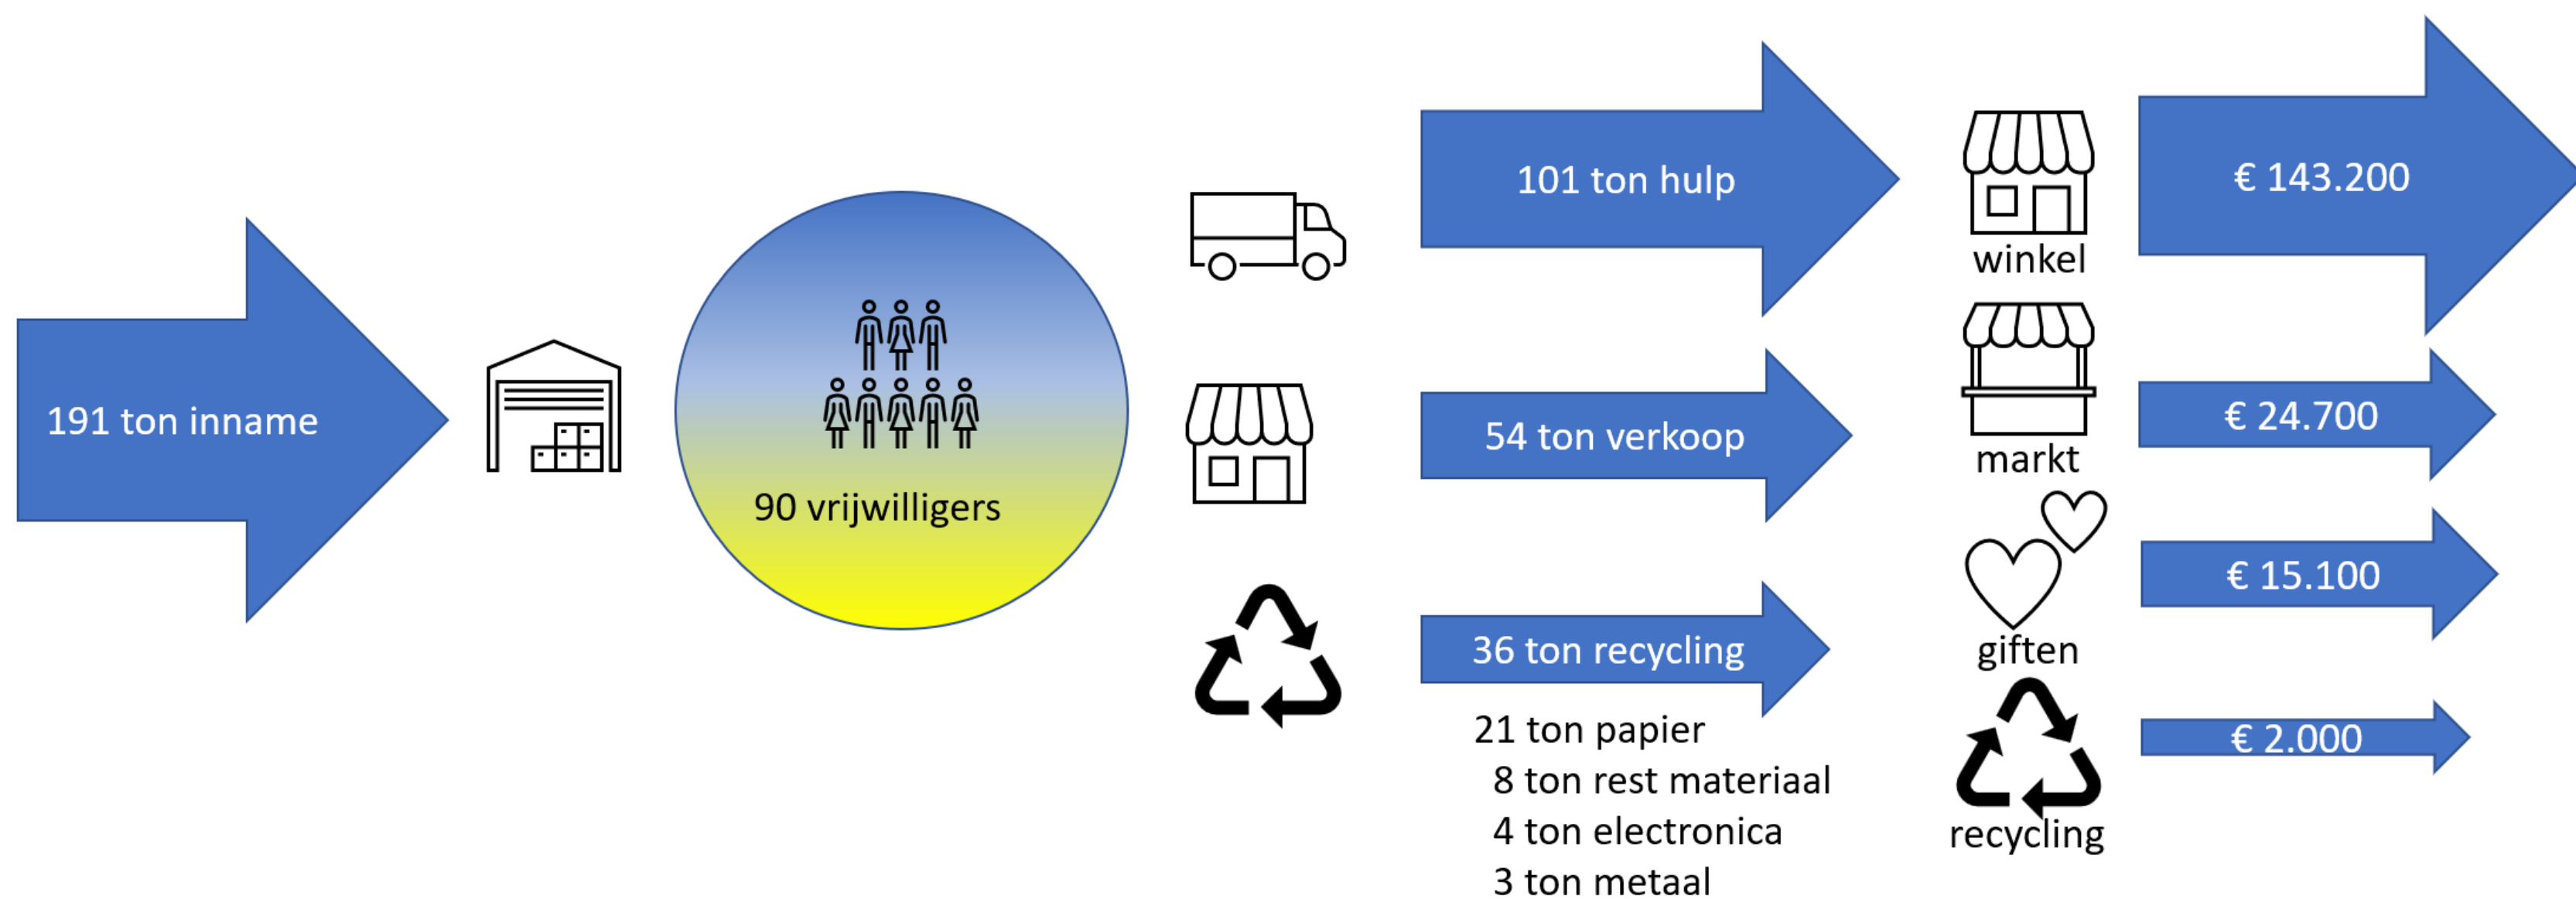 191 ton inname
90 vrijwilligers
101 ton hulp
54 ton verkoop
36 ton recycling
21 ton papier
8 ton rest materiaal
4 ton electronica
3 ton metaal
winkel
€ 143.200
markt
€ 24.700
giften
€ 15.100
recycling
€ 2.000